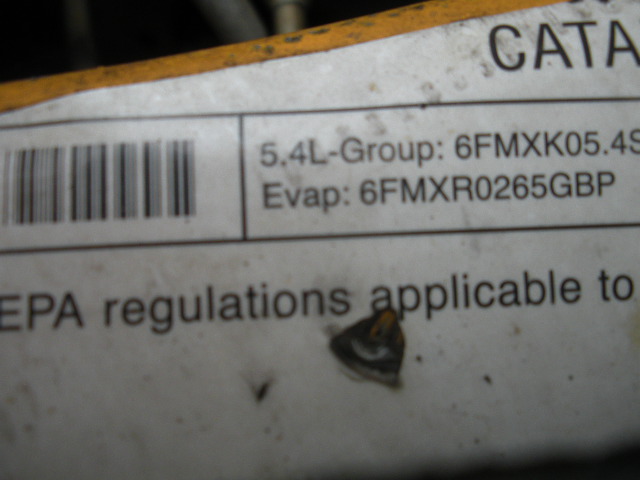 CATA
5.4L-Group: 6FMXK05.4S
Evap: 6FMXR0265GBP
EPA regulations applicable to